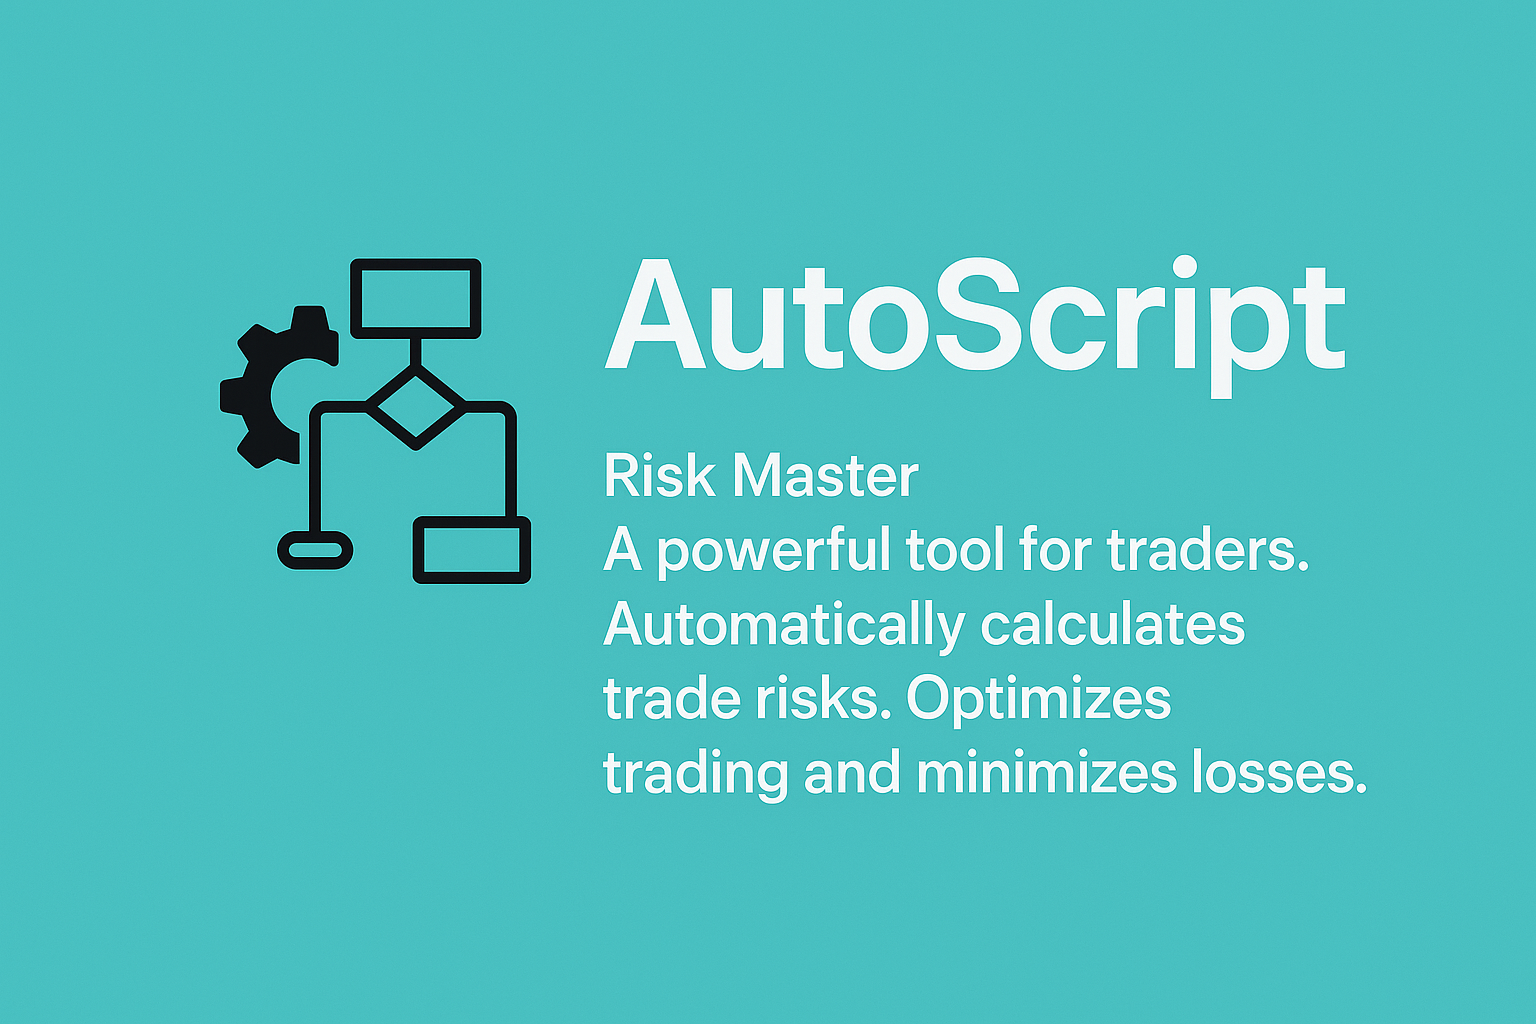 AutoScript
Risk Master
A powerful tool for traders.
Automatically calculates
trade risks. Optimizes
trading and minimizes losses.